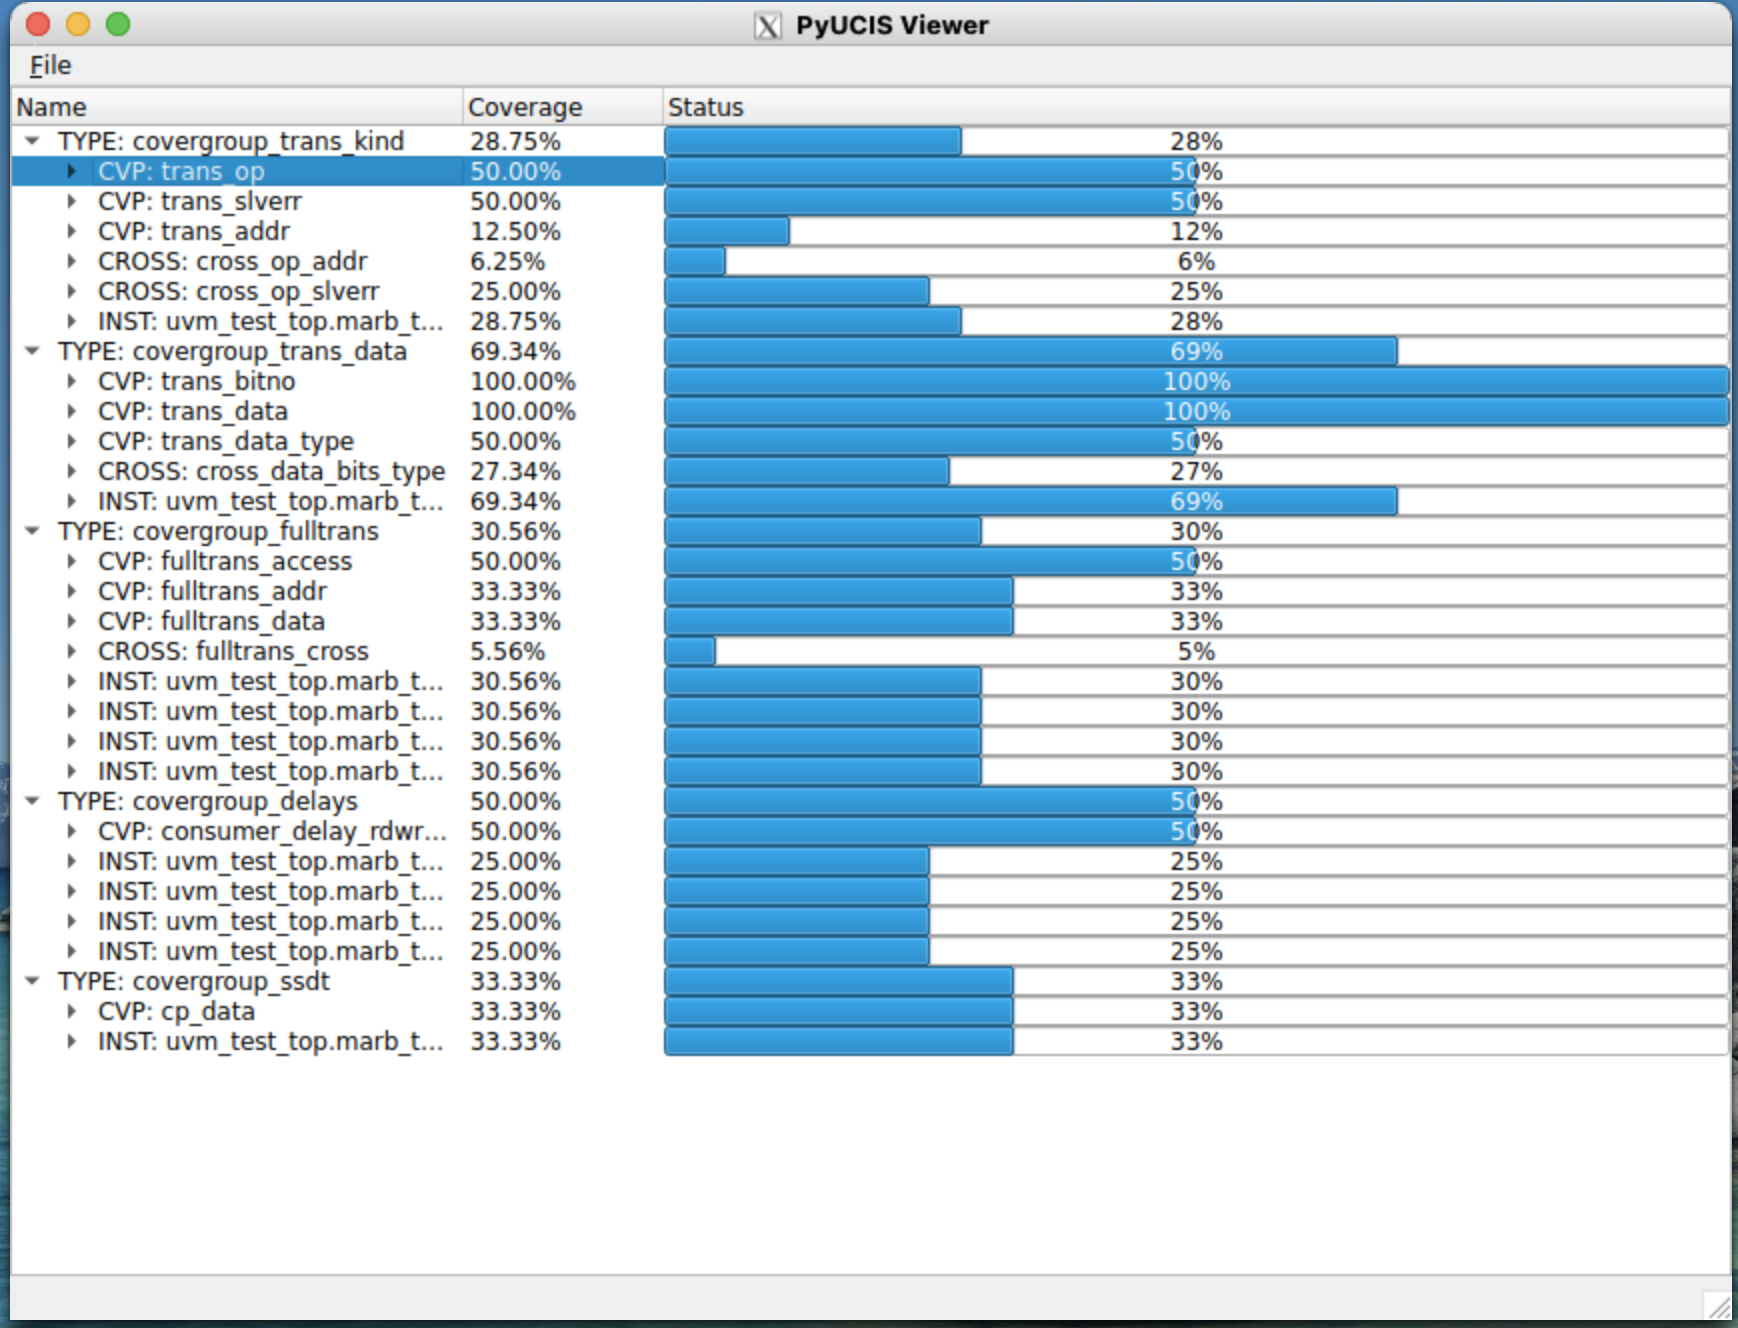 PyUCIS Viewer
File
Name Coverage Status
TYPE: covergroup_trans_kind 28.75% 28%
CVP: trans_op 50.00% 50%
CVP: trans_slverr 50.00% 50%
CVP: trans_addr 12.50% 12%
CROSS: cross_op_addr 6.25% 6%
CROSS: cross_op_slverr 25.00% 25%
INST: uvm_test_top.marb_t... 28.75% 28%
TYPE: covergroup_trans_data 69.34% 69%
CVP: trans_bitno 100.00% 100%
CVP: trans_data 100.00% 100%
CVP: trans_data_type 50.00% 50%
CROSS: cross_data_bits_type 27.34% 27%
INST: uvm_test_top.marb_t... 69.34% 69%
TYPE: covergroup_fulltrans 30.56% 30%
CVP: fulltrans_access 50.00% 50%
CVP: fulltrans_addr 33.33% 33%
CVP: fulltrans_data 33.33% 33%
CROSS: fulltrans_cross 5.56% 5%
INST: uvm_test_top.marb_t... 30.56% 30%
INST: uvm_test_top.marb_t... 30.56% 30%
INST: uvm_test_top.marb_t... 30.56% 30%
INST: uvm_test_top.marb_t... 30.56% 30%
TYPE: covergroup_delays 50.00% 50%
CVP: consumer_delay_rdwr... 50.00% 50%
INST: uvm_test_top.marb_t... 25.00% 25%
INST: uvm_test_top.marb_t... 25.00% 25%
INST: uvm_test_top.marb_t... 25.00% 25%
INST: uvm_test_top.marb_t... 25.00% 25%
TYPE: covergroup_ssdt 33.33% 33%
CVP: cp_data 33.33% 33%
INST: uvm_test_top.marb_t... 33.33% 33%